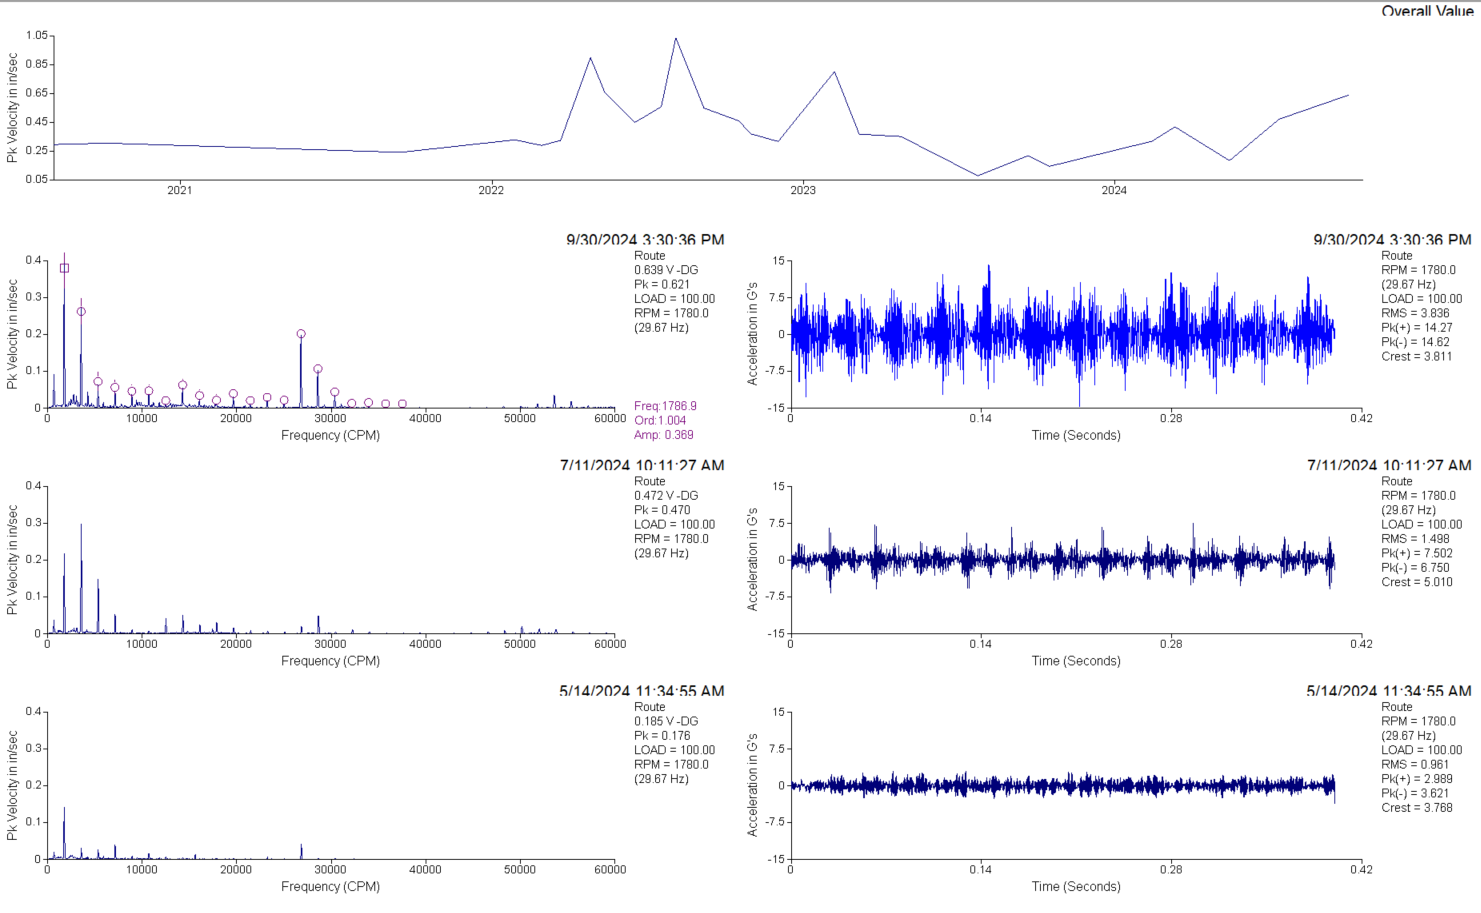 Overall Value
Pk Velocity in in/sec
1.05
0.85
0.65
0.45
0.25
0.05
2021 2022 2023 2024
9/30/2024 3:30:36 PM
Route
0.639 V -DG
Pk = 0.621
LOAD = 100.00
RPM = 1780.0
(29.67 Hz)
Freq:1786.9
Ord:1.004
Amp: 0.369
Pk Velocity in in/sec
0.4
0.3
0.2
0.1
0
0 10000 20000 30000 40000 50000 60000
Frequency (CPM)
9/30/2024 3:30:36 PM
Route
RPM = 1780.0
(29.67 Hz)
LOAD = 100.00
RMS = 3.836
Pk(+) = 14.27
Pk(-) = 14.62
Crest = 3.811
Acceleration in G's
15
7.5
0
-7.5
-15
0 0.14 0.28 0.42
Time (Seconds)
7/11/2024 10:11:27 AM
Route
0.472 V -DG
Pk = 0.470
LOAD = 100.00
RPM = 1780.0
(29.67 Hz)
Pk Velocity in in/sec
0.4
0.3
0.2
0.1
0
0 10000 20000 30000 40000 50000 60000
Frequency (CPM)
7/11/2024 10:11:27 AM
Route
RPM = 1780.0
(29.67 Hz)
LOAD = 100.00
RMS = 1.498
Pk(+) = 7.502
Pk(-) = 6.750
Crest = 5.010
Acceleration in G's
15
7.5
0
-7.5
-15
0 0.14 0.28 0.42
Time (Seconds)
5/14/2024 11:34:55 AM
Route
0.185 V -DG
Pk = 0.176
LOAD = 100.00
RPM = 1780.0
(29.67 Hz)
Pk Velocity in in/sec
0.4
0.3
0.2
0.1
0
0 10000 20000 30000 40000 50000 60000
Frequency (CPM)
5/14/2024 11:34:55 AM
Route
RPM = 1780.0
(29.67 Hz)
LOAD = 100.00
RMS = 0.961
Pk(+) = 2.989
Pk(-) = 3.621
Crest = 3.768
Acceleration in G's
15
7.5
0
-7.5
-15
0 0.14 0.28 0.42
Time (Seconds)